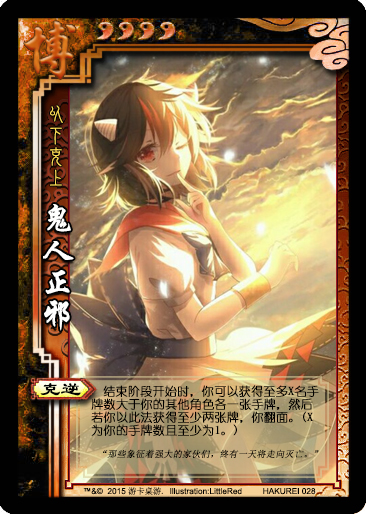 博
以下克上
鬼人正邪
克逆
结束阶段开始时，你可以获得至多X名手
牌数大于你的其他角色各一张手牌，然后
若你以此法获得至少两张牌，你翻面。（X
为你的手牌数且至少为1。）
“那些象征着强大的家伙们，终有一天将走向灭亡。”
™&© 2015 游卡桌游. Illustration:LittleRed HAKUREI 028